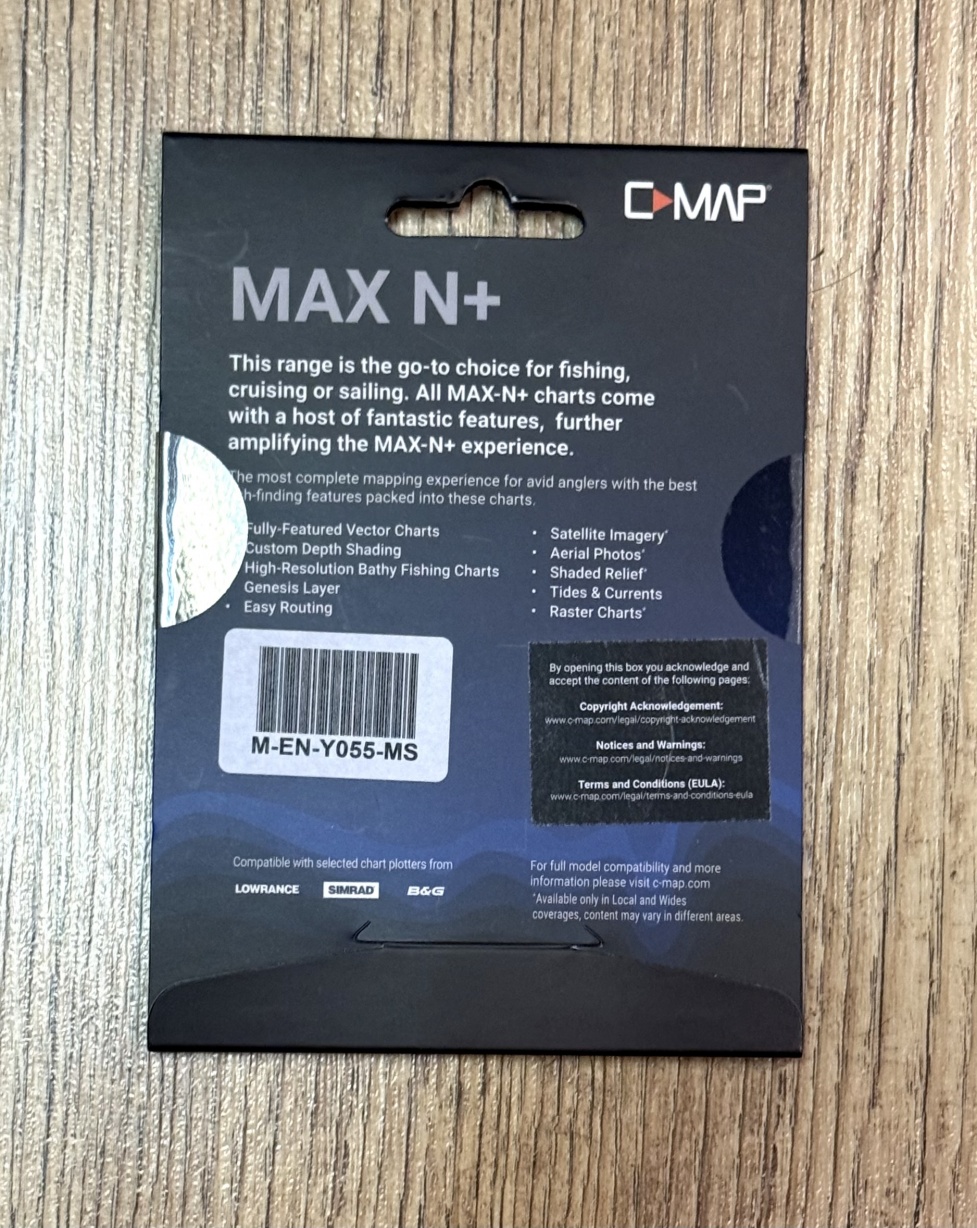 C MAP®
MAX N+
This range is the go-to choice for fishing,
cruising or sailing. All MAX-N+ charts come
with a host of fantastic features, further
amplifying the MAX-N+ experience.
he most complete mapping experience for avid anglers with the best
h-finding features packed into these charts.
Fully-Featured Vector Charts
Custom Depth Shading
High-Resolution Bathy Fishing Charts
Genesis Layer
• Easy Routing
• Satellite Imagery*
• Aerial Photos*
• Shaded Relief*
• Tides & Currents
• Raster Charts*
M-EN-Y055-MS
By opening this box you acknowledge and
accept the content of the following pages:
Copyright Acknowledgement:
www.c-map.com/legal/copyright-acknowledgement
Notices and Warnings:
www.c-map.com/legal/notices-and-warnings
Terms and Conditions (EULA):
www.c-map.com/legal/terms-and-conditions-eula
Compatible with selected chart plotters from
LOWRANCE SIMRAD B&G
For full model compatibility and more
information please visit c-map.com
*Available only in Local and Wides
coverages, content may vary in different areas.